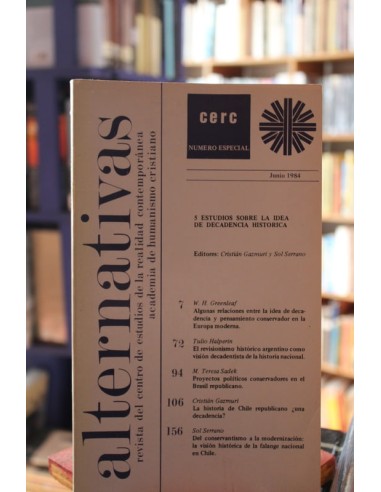 alternativas
revista del centro de estudios de la realidad contemporánea
academia de humanismo cristiano
cerc
NUMERO ESPECIAL
Junio 1984
5 ESTUDIOS SOBRE LA IDEA
DE DECADENCIA HISTORICA
Editores: Cristián Gazmuri y Sol Serrano
7 W. H. Greenleaf
Algunas relaciones entre la idea de deca-
dencia y pensamiento conservador en la
Europa moderna.
72 Tulio Halperin
El revisionismo histórico argentino como
visión decadentista de la historia nacional.
94 M. Teresa Sadek
Proyectos políticos conservadores en el
Brasil republicano.
106 Cristián Gazmuri
La historia de Chile republicano ¿una
decadencia?
156 Sol Serrano
Del conservantismo a la modernización:
la visión histórica de la falange nacional
en Chile.